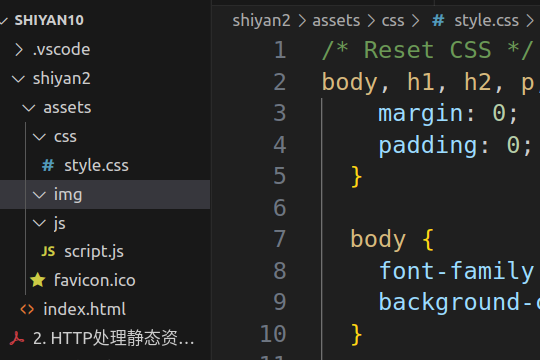 SHIYAN10
.vscode
shiyan2
assets
css
# style.css
img
js
JS script.js
favicon.ico
<> index.html
2. HTTP处理静态资...
shiyan2 > assets > css > # style.css >
1 /* Reset CSS */
2 body, h1, h2, p,
3 margin: 0;
4 padding: 0;
5 }
6
7 body {
8 font-family
9 background-c
10 }
11